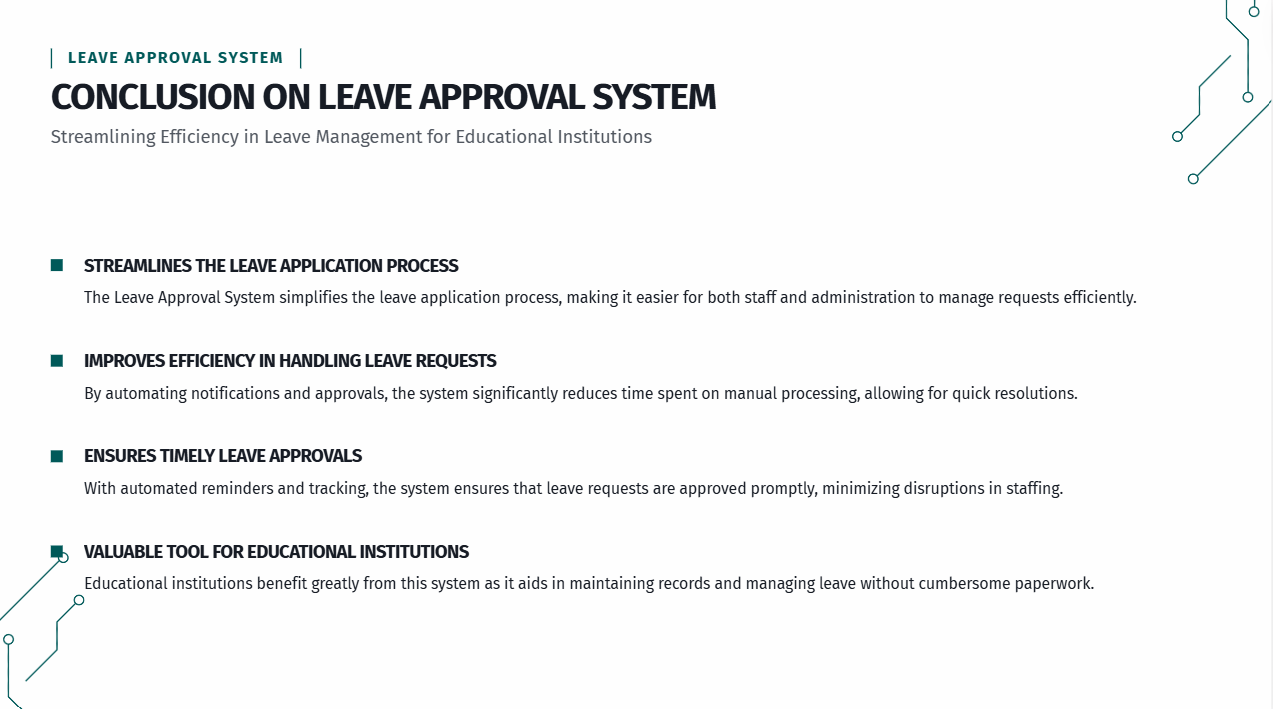 LEAVE APPROVAL SYSTEM
CONCLUSION ON LEAVE APPROVAL SYSTEM
Streamlining Efficiency in Leave Management for Educational Institutions
STREAMLINES THE LEAVE APPLICATION PROCESS
The Leave Approval System simplifies the leave application process, making it easier for both staff and administration to manage requests efficiently.
IMPROVES EFFICIENCY IN HANDLING LEAVE REQUESTS
By automating notifications and approvals, the system significantly reduces time spent on manual processing, allowing for quick resolutions.
ENSURES TIMELY LEAVE APPROVALS
With automated reminders and tracking, the system ensures that leave requests are approved promptly, minimizing disruptions in staffing.
VALUABLE TOOL FOR EDUCATIONAL INSTITUTIONS
Educational institutions benefit greatly from this system as it aids in maintaining records and managing leave without cumbersome paperwork.